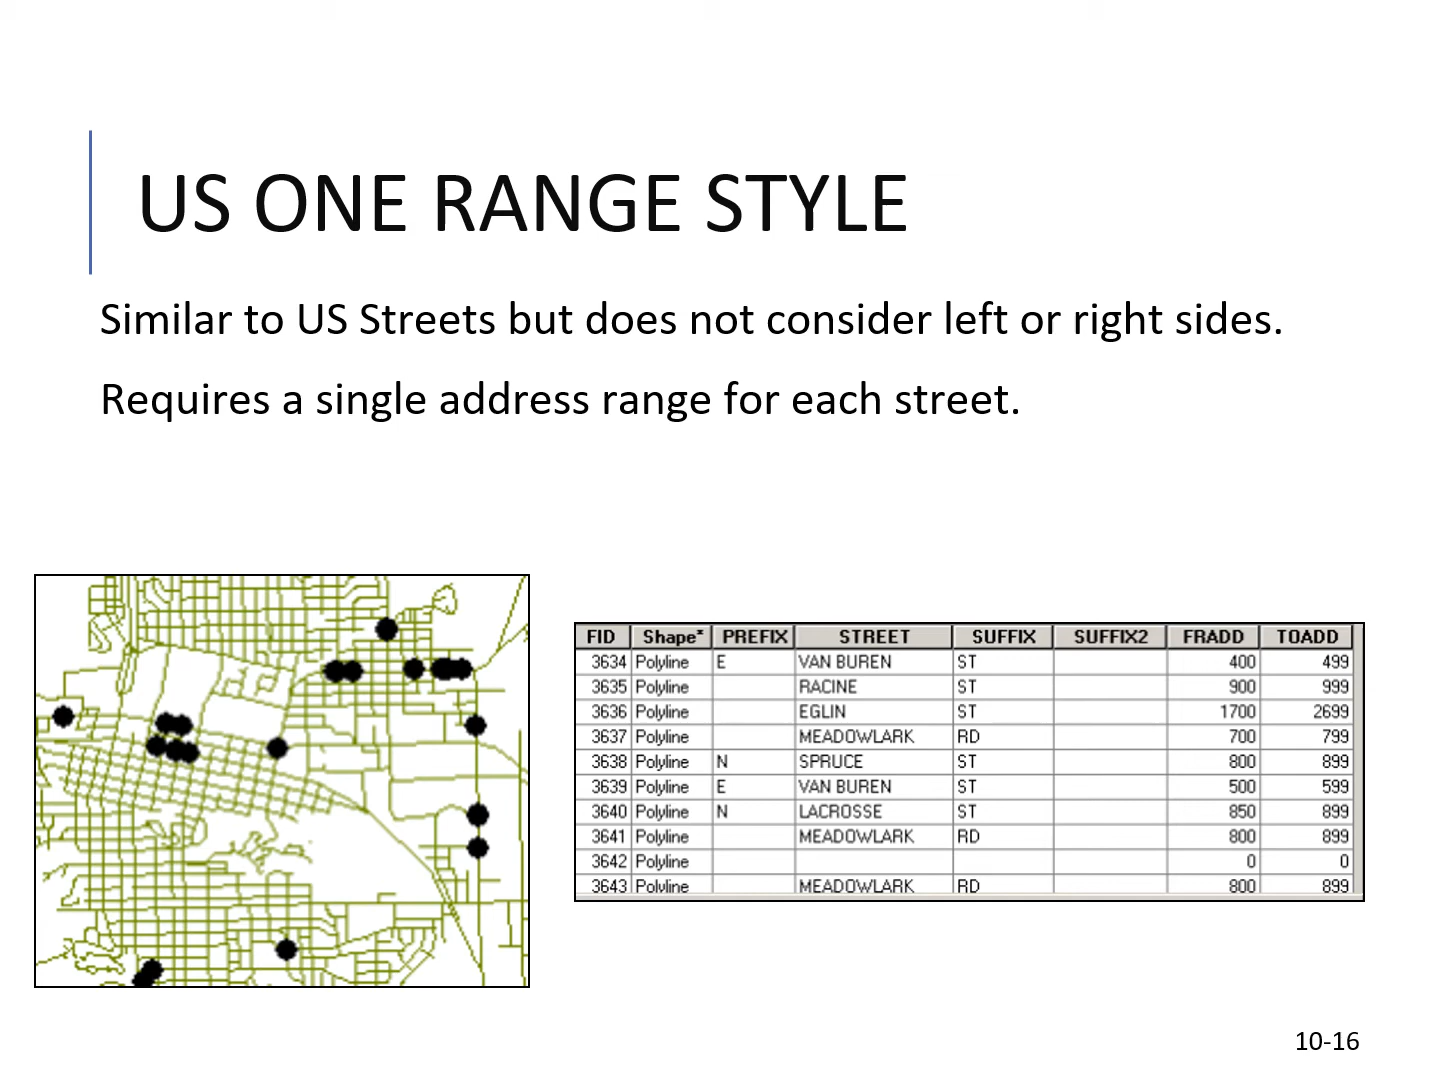 US ONE RANGE STYLE
Similar to US Streets but does not consider left or right sides.
Requires a single address range for each street.
FID Shape* PREFIX STREET SUFFIX SUFFIX2 FRADD TOADD
3634 Polyline E VAN BUREN ST 400 499
3635 Polyline RACINE ST 900 999
3636 Polyline EGLIN ST 1700 2699
3637 Polyline MEADOWLARK RD 700 799
3638 Polyline N SPRUCE ST 800 899
3639 Polyline E VAN BUREN ST 500 599
3640 Polyline N LACROSSE ST 850 899
3641 Polyline MEADOWLARK RD 800 899
3642 Polyline 0 0
3643 Polyline MEADOWLARK RD 800 899
10-16